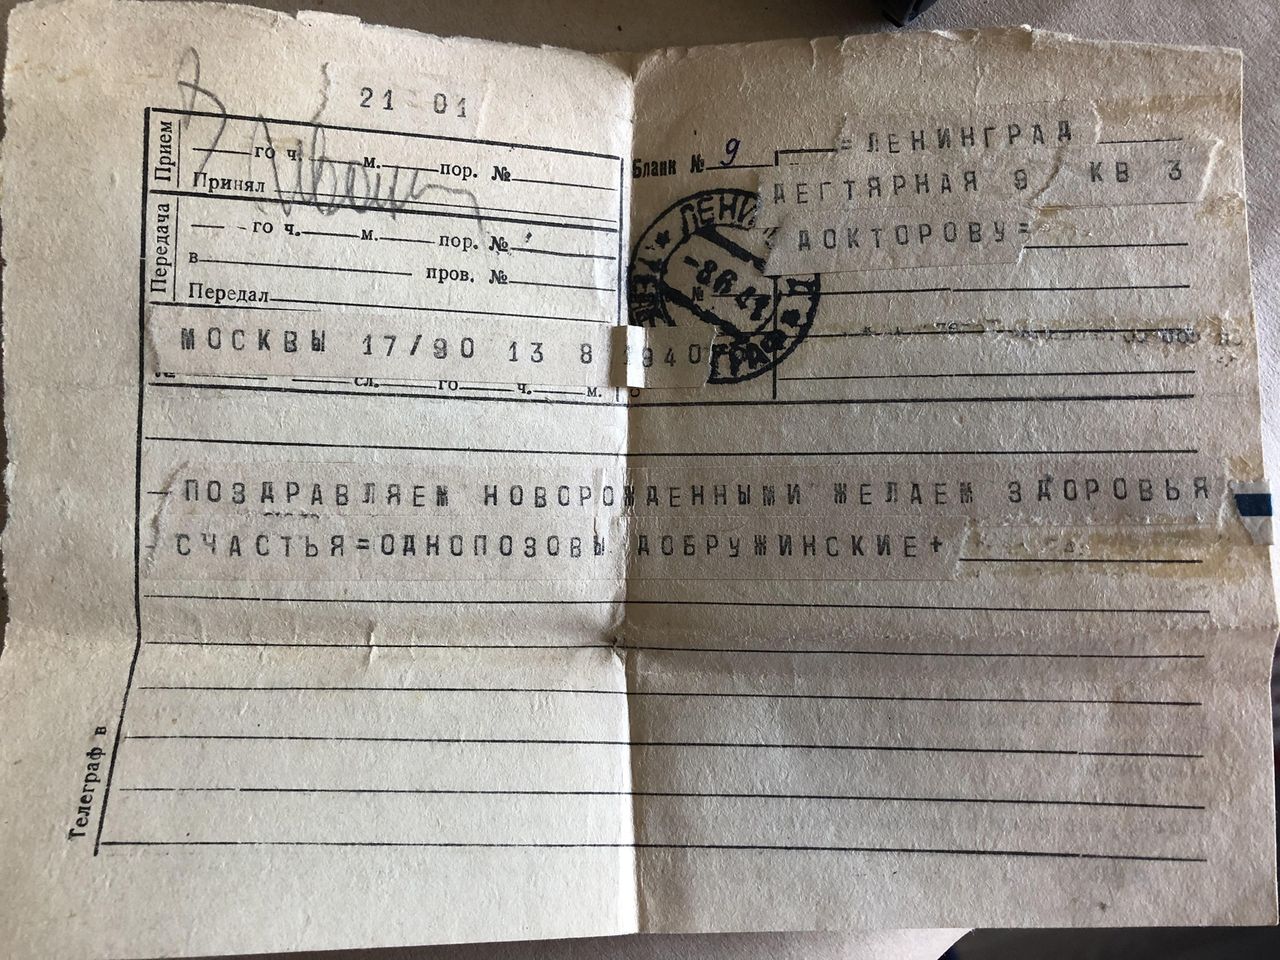 21 01
Прием
го ч. м. пор. №
Принял
Передача
го ч. м. пор. №
в пров. №
Передал
Бланк № 9
=ЛЕНИНГРАД
ДЕГТЯРНАЯ 9 КВ 3
ДОКТОРОВУ=
МОСКВЫ 17/90 13 8 1940
сл. го ч. м.
ПОЗДРАВЛЯЕМ НОВОРОЖДЕННЫМИ ЖЕЛАЕМ ЗДОРОВЬЯ
СЧАСТЬЯ=ОДНОПОЗОВЫ ДОБРУЖИНСКИЕ+
Телеграф в